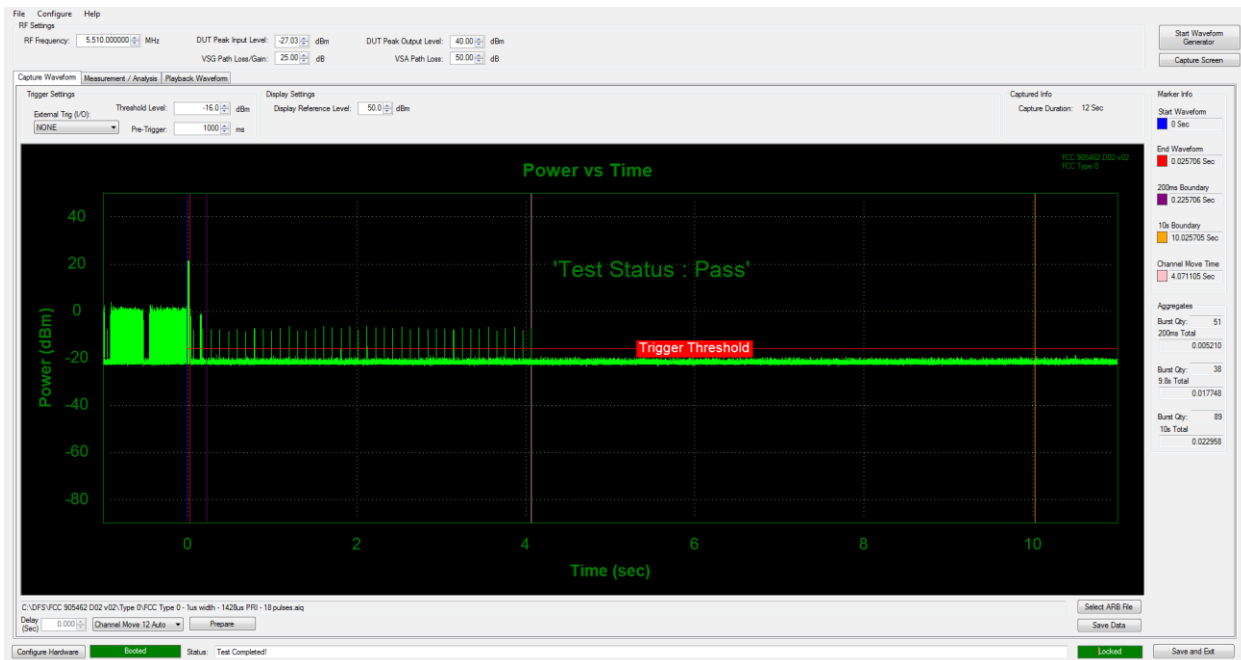 File Configure Help
RF Settings
RF Frequency: 5,510.000000 MHz DUT Peak Input Level: -27.03 dBm DUT Peak Output Level: 40.00 dBm
VSG Path Loss/Gain: 25.00 dB VSA Path Loss: 50.00 dB
Start Waveform
Generator
Capture Screen
Capture Waveform Measurement / Analysis Playback Waveform
Trigger Settings
Threshold Level: -16.0 dBm
External Trig (I/O):
NONE
Pre-Trigger: 1000 ms
Display Settings
Display Reference Level: 50.0 dBm
Captured Info
Capture Duration: 12 Sec
Marker Info
Start Waveform
0 Sec
End Waveform
0.025706 Sec
200ms Boundary
0.225706 Sec
10s Boundary
10.025705 Sec
Channel Move Time
4.071105 Sec
Aggregates
Burst Qty: 51
200ms Total
0.005210
Burst Qty: 38
9.8s Total
0.017748
Burst Qty: 89
10s Total
0.022958
Power vs Time
FCC 905462 D02 v02
FCC Type 0
'Test Status : Pass'
Trigger Threshold
Power (dBm)
40
20
0
-20
-40
-60
-80
0 2 4 6 8 10
Time (sec)
C:\DFS\FCC 905462 D02 v02\Type 0\FCC Type 0 - 1us width - 1428us PRI - 18 pulses.aiq
Select ARB File
Delay
(Sec) 0.000 Channel Move 12 Auto Prepare
Save Data
Configure Hardware Booted Status: Test Completed! Locked Save and Exit